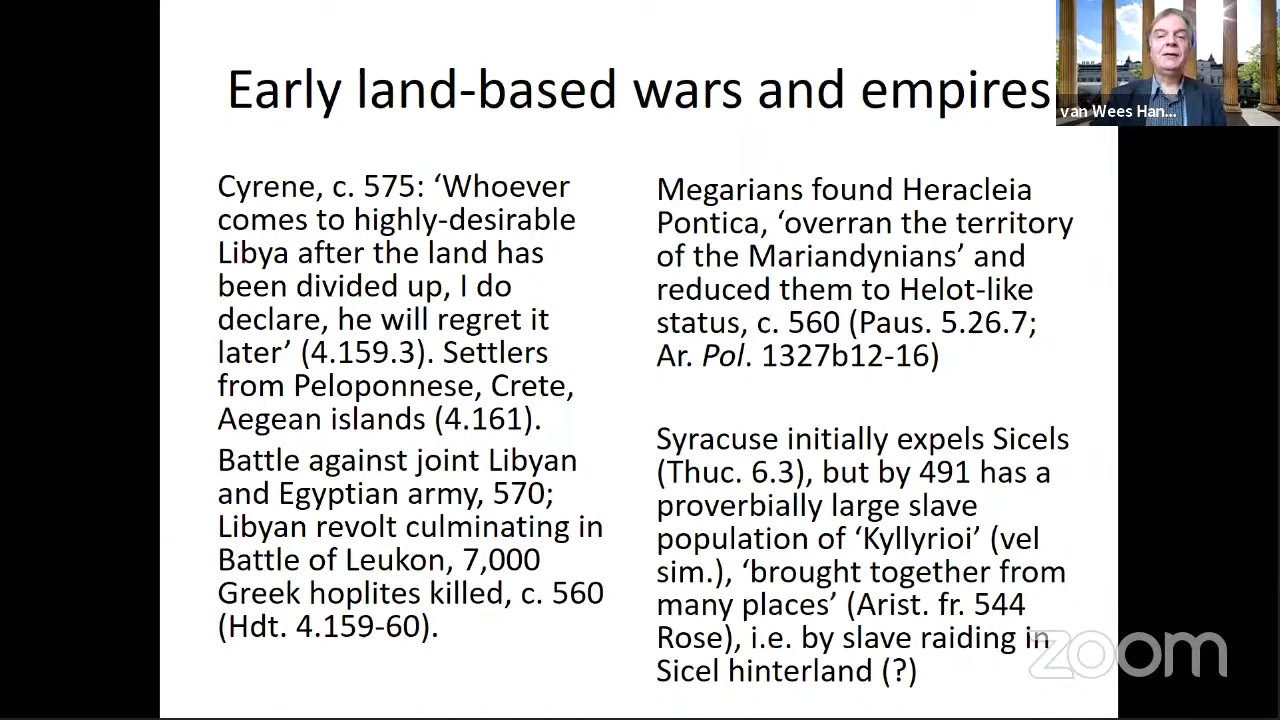 Early land-based wars and empires
van Wees Han...
Cyrene, c. 575: ‘Whoever
comes to highly-desirable
Libya after the land has
been divided up, I do
declare, he will regret it
later’ (4.159.3). Settlers
from Peloponnese, Crete,
Aegean islands (4.161).
Battle against joint Libyan
and Egyptian army, 570;
Libyan revolt culminating in
Battle of Leukon, 7,000
Greek hoplites killed, c. 560
(Hdt. 4.159-60).
Megarians found Heracleia
Pontica, ‘overran the territory
of the Mariandynians’ and
reduced them to Helot-like
status, c. 560 (Paus. 5.26.7;
Ar. Pol. 1327b12-16)
Syracuse initially expels Sicels
(Thuc. 6.3), but by 491 has a
proverbially large slave
population of ‘Kyllyrioi’ (vel
sim.), ‘brought together from
many places’ (Arist. fr. 544
Rose), i.e. by slave raiding in
Sicel hinterland (?)
zoom